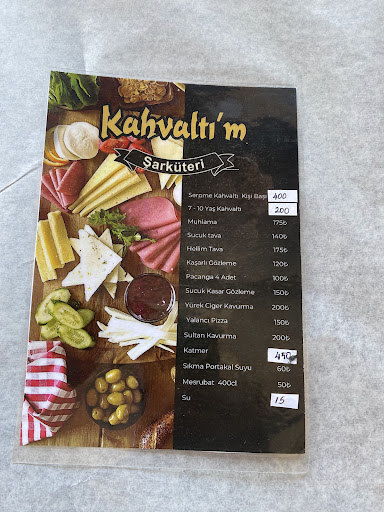 Kahvaltı'm
Şarküteri
Serpme Kahvaltı Kişi Başı 400
7 - 10 Yaş Kahvaltı 200
Muhlama 175₺
Sucuk tava 140₺
Hellim Tava 175₺
Kaşarlı Gözleme 120₺
Paçanga 4 Adet 100₺
Sucuk Kaşar Gözleme 150₺
Yürek Ciğer Kavurma 200₺
Yalancı Pizza 150₺
Sultan Kavurma 200₺
Katmer
Sıkma Portakal Suyu 60₺
Meşrubat 400cl 50₺
Su 15